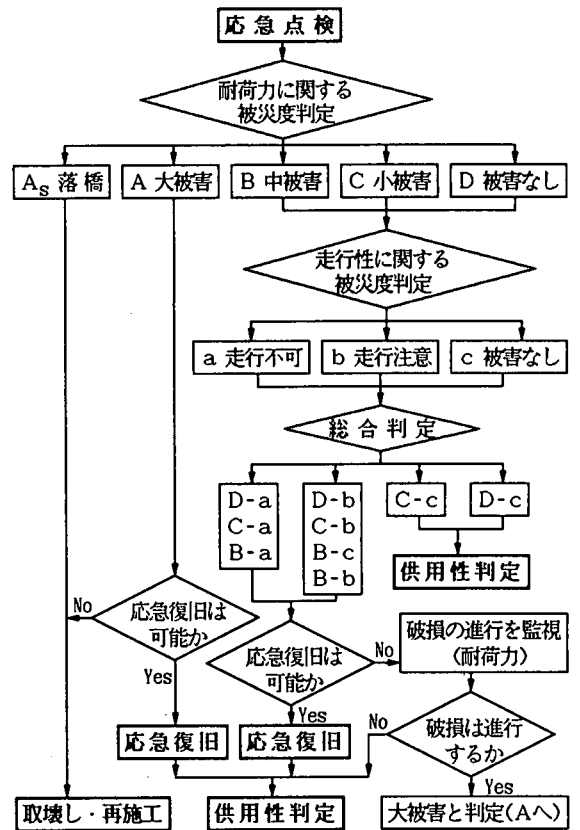 応急点検
耐荷力に関する
被災度判定
As 落橋
A 大被害
B 中被害
C 小被害
D 被害なし
走行性に関する
被災度判定
a 走行不可
b 走行注意
c 被害なし
総合判定
D-a
C-a
B-a
D-b
C-b
B-c
B-b
C-c
D-c
供用性判定
No
応急復旧は
可能か
Yes
応急復旧は
可能か
No
Yes
破損の進行を監視
(耐荷力)
応急復旧
応急復旧
No
破損は進行
するか
Yes
取壊し・再施工
供用性判定
大被害と判定(Aへ)